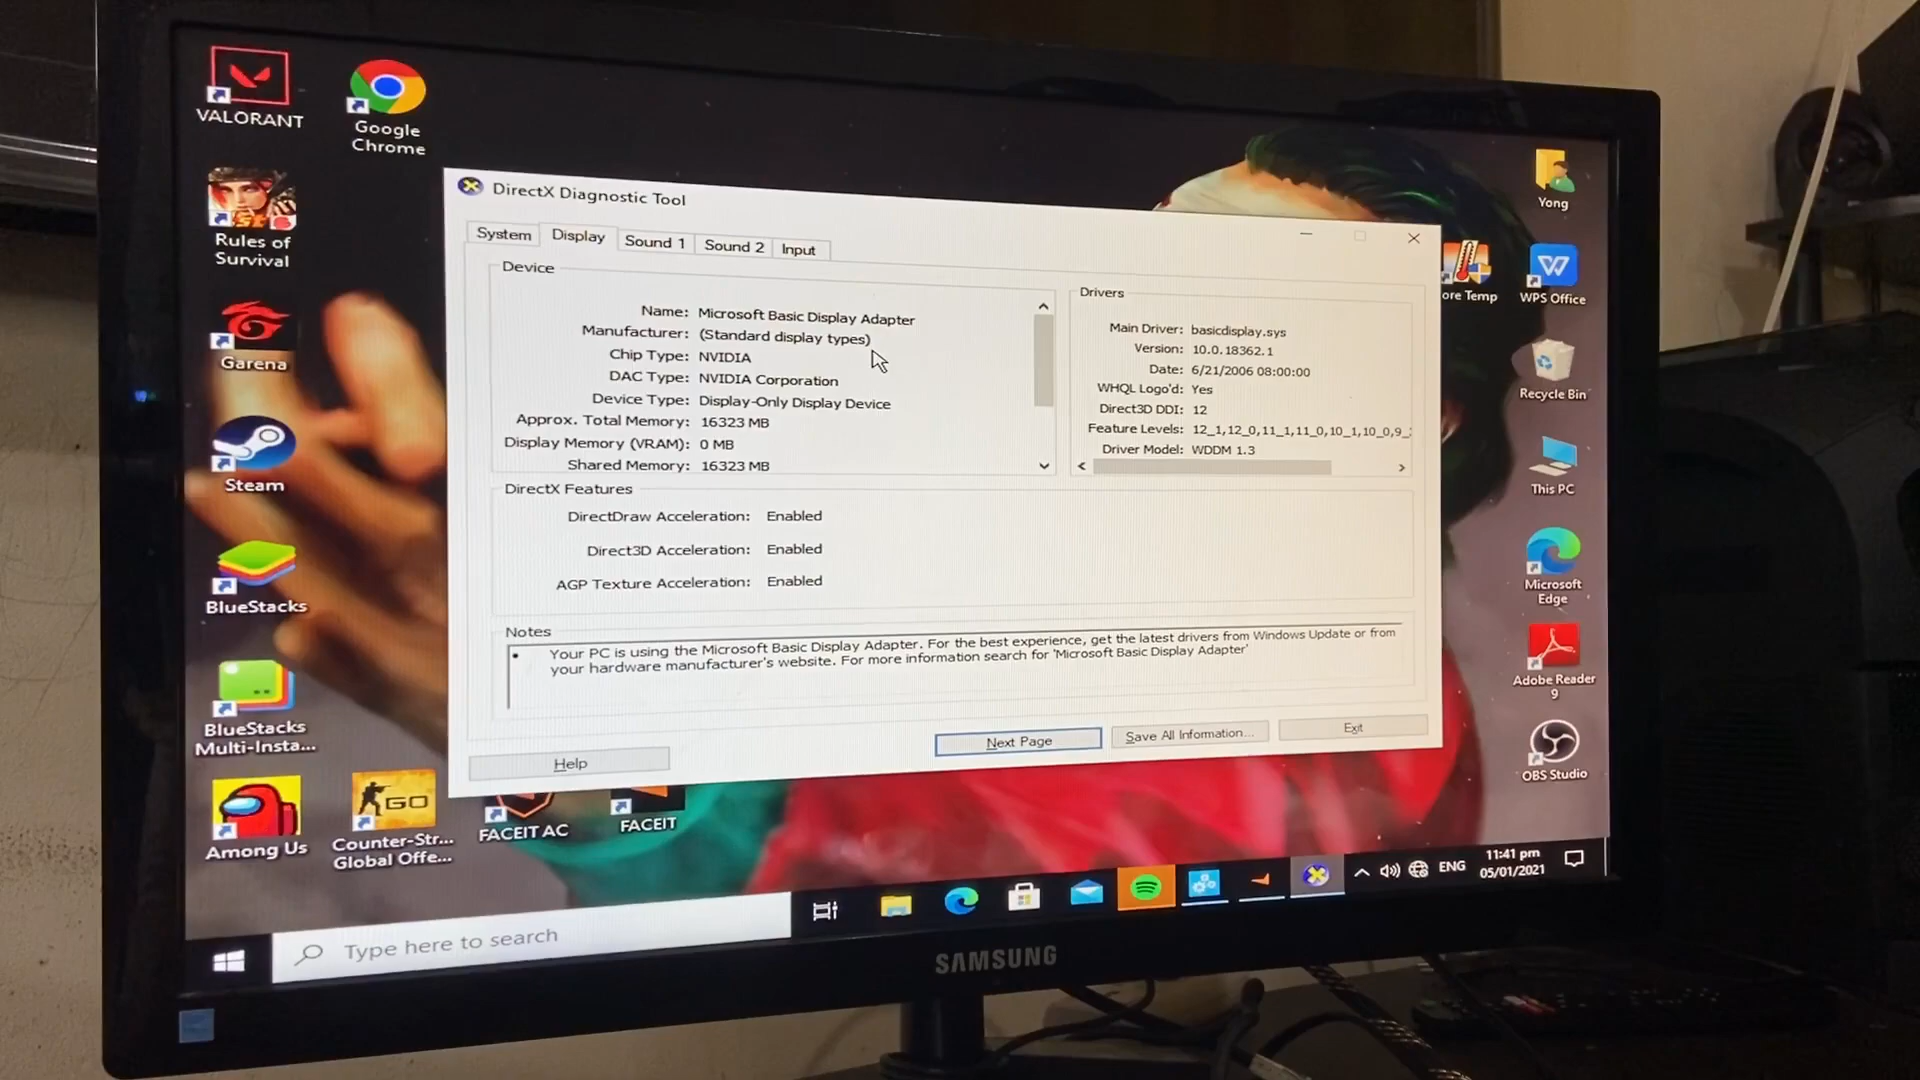 VALORANT
Google
Chrome
Rules of
Survival
Garena
Steam
BlueStacks
BlueStacks
Multi-Insta...
Among Us
GO
Counter-Str...
Global Offe...
FACEIT AC
FACEIT
DirectX Diagnostic Tool
System
Display
Sound 1
Sound 2
Input
Device
Name: Microsoft Basic Display Adapter
Manufacturer: (Standard display types)
Chip Type: NVIDIA
DAC Type: NVIDIA Corporation
Device Type: Display-Only Display Device
Approx. Total Memory: 16323 MB
Display Memory (VRAM): 0 MB
Shared Memory: 16323 MB
Drivers
Main Driver: basicdisplay.sys
Version: 10.0.18362.1
Date: 6/21/2006 08:00:00
WHQL Logo'd: Yes
Direct3D DDI: 12
Feature Levels: 12_1,12_0,11_1,11_0,10_1,10_0,9_
Driver Model: WDDM 1.3
DirectX Features
DirectDraw Acceleration: Enabled
Direct3D Acceleration: Enabled
AGP Texture Acceleration: Enabled
Notes
Your PC is using the Microsoft Basic Display Adapter. For the best experience, get the latest drivers from Windows Update or from
your hardware manufacturer's website. For more information search for 'Microsoft Basic Display Adapter'
Help
Next Page
Save All Information...
Exit
Yong
ore Temp
WPS Office
Recycle Bin
This PC
Microsoft
Edge
Adobe Reader
9
OBS Studio
Type here to search
ENG
11:41 pm
05/01/2021
SAMSUNG